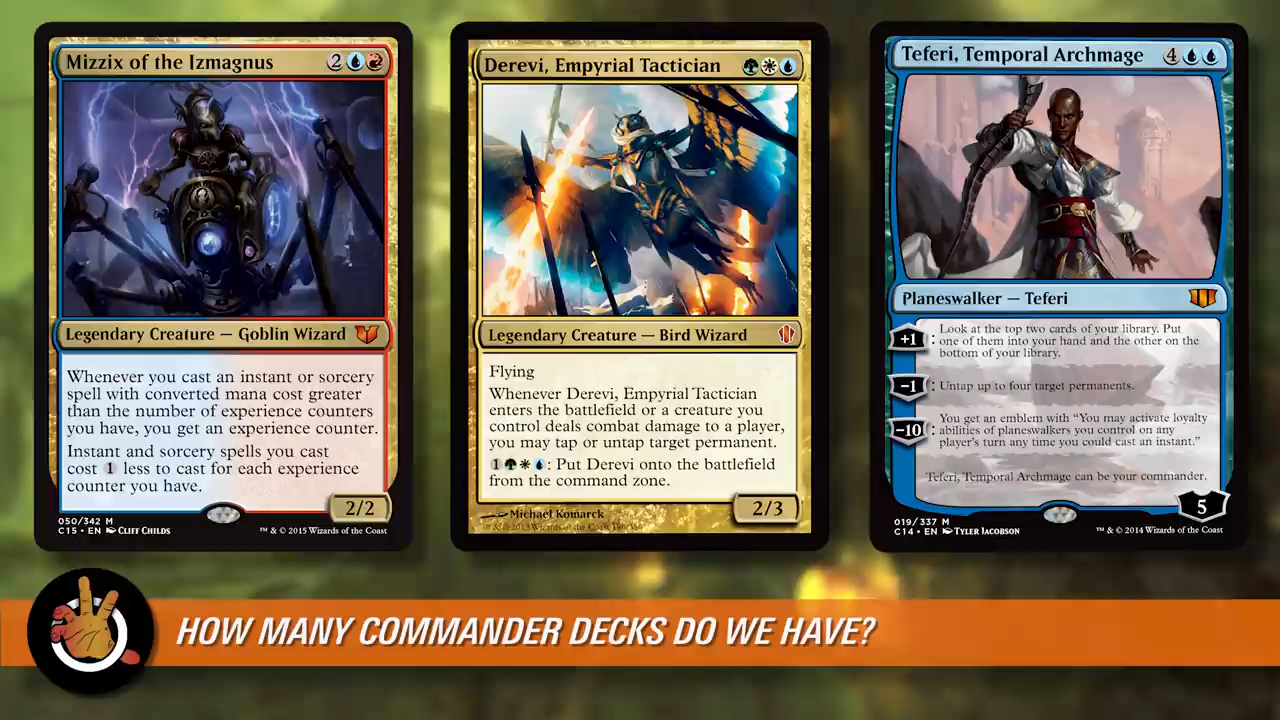 Mizzix of the Izmagnus 2
Legendary Creature — Goblin Wizard
Whenever you cast an instant or sorcery
spell with converted mana cost greater
than the number of experience counters
you have, you get an experience counter.
Instant and sorcery spells you cast
cost 1 less to cast for each experience
counter you have.
2/2
050/342 M
C15 • EN Cliff Childs
™ & © 2015 Wizards of the Coast
Derevi, Empyrial Tactician
Legendary Creature — Bird Wizard
Flying
Whenever Derevi, Empyrial Tactician
enters the battlefield or a creature you
control deals combat damage to a player,
you may tap or untap target permanent.
1 : Put Derevi onto the battlefield
from the command zone.
2/3
Michael Komarck
Teferi, Temporal Archmage 4
Planeswalker — Teferi
+1 : Look at the top two cards of your library. Put
one of them into your hand and the other on the
bottom of your library.
−1 : Untap up to four target permanents.
−10 : You get an emblem with “You may activate loyalty
abilities of planeswalkers you control on any
player's turn any time you could cast an instant.”
Teferi, Temporal Archmage can be your commander.
5
019/337 M
C14 • EN Tyler Jacobson
™ & © 2014 Wizards of the Coast
HOW MANY COMMANDER DECKS DO WE HAVE?